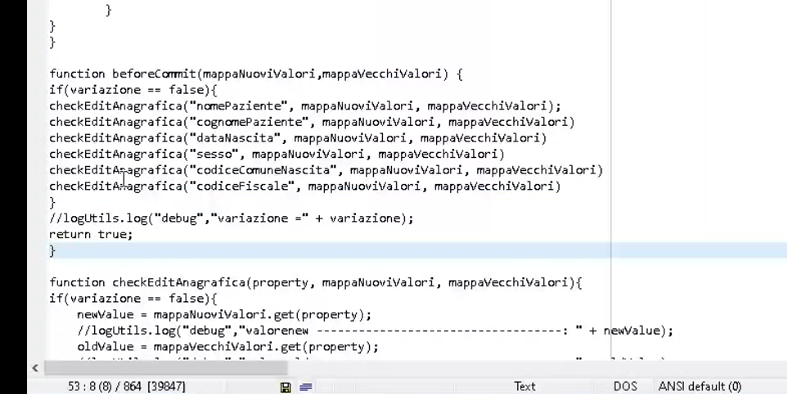 }
}
}
function beforeCommit(mappaNuoviValori,mappaVecchiValori) {
if(variazione == false){
checkEditAnagrafica("nomePaziente", mappaNuoviValori, mappaVecchiValori);
checkEditAnagrafica("cognomePaziente", mappaNuoviValori, mappaVecchiValori)
checkEditAnagrafica("dataNascita", mappaNuoviValori, mappaVecchiValori)
checkEditAnagrafica("sesso", mappaNuoviValori, mappaVecchiValori)
checkEditAnagrafica("codiceComuneNascita", mappaNuoviValori, mappaVecchiValori)
checkEditAnagrafica("codiceFiscale", mappaNuoviValori, mappaVecchiValori)
}
//logUtils.log("debug","variazione =" + variazione);
return true;
}
function checkEditAnagrafica(property, mappaNuoviValori, mappaVecchiValori){
if(variazione == false){
newValue = mappaNuoviValori.get(property);
//logUtils.log("debug","valorenew -----------------------------------: " + newValue);
oldValue = mappaVecchiValori.get(property);
53 : 8 (8) / 864 [39847] Text DOS ANSI default (0)